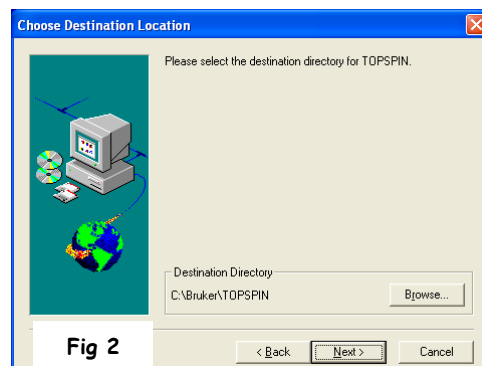 Choose Destination Location
Please select the destination directory for TOPSPIN.
Destination Directory
C:\Bruker\TOPSPIN
Browse...
Fig 2
< Back
Next >
Cancel